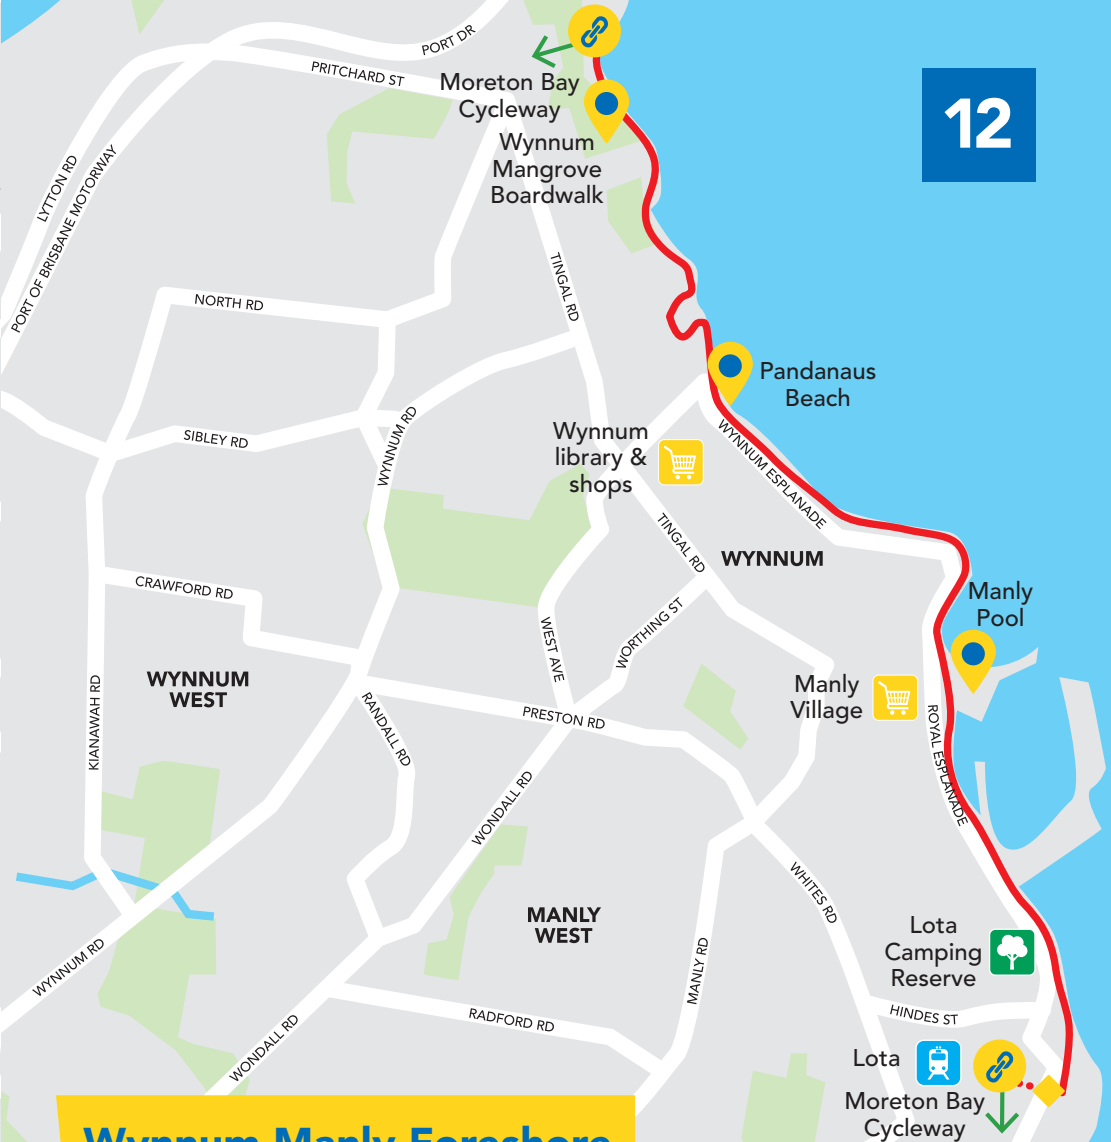 PORT DR
PRITCHARD ST
12
Moreton Bay
Cycleway
Wynnum
Mangrove
Boardwalk
LYTTON RD
PORT OF BRISBANE MOTORWAY
TINGAL RD
NORTH RD
Pandanaus
Beach
SIBLEY RD
WYNNUM RD
Wynnum
library &
shops
WYNNUM ESPLANADE
TINGAL RD
WYNNUM
CRAWFORD RD
Manly
Pool
WEST AVE
WORTHING ST
WYNNUM
WEST
KIANAWAH RD
RANDALL RD
PRESTON RD
Manly
Village
ROYAL ESPLANADE
WONDALL RD
WHITES RD
MANLY
WEST
Lota
Camping
Reserve
WYNNUM RD
MANLY RD
HINDES ST
RADFORD RD
WONDALL RD
Lota
Moreton Bay
Cycleway
Wynnum Manly Foreshore